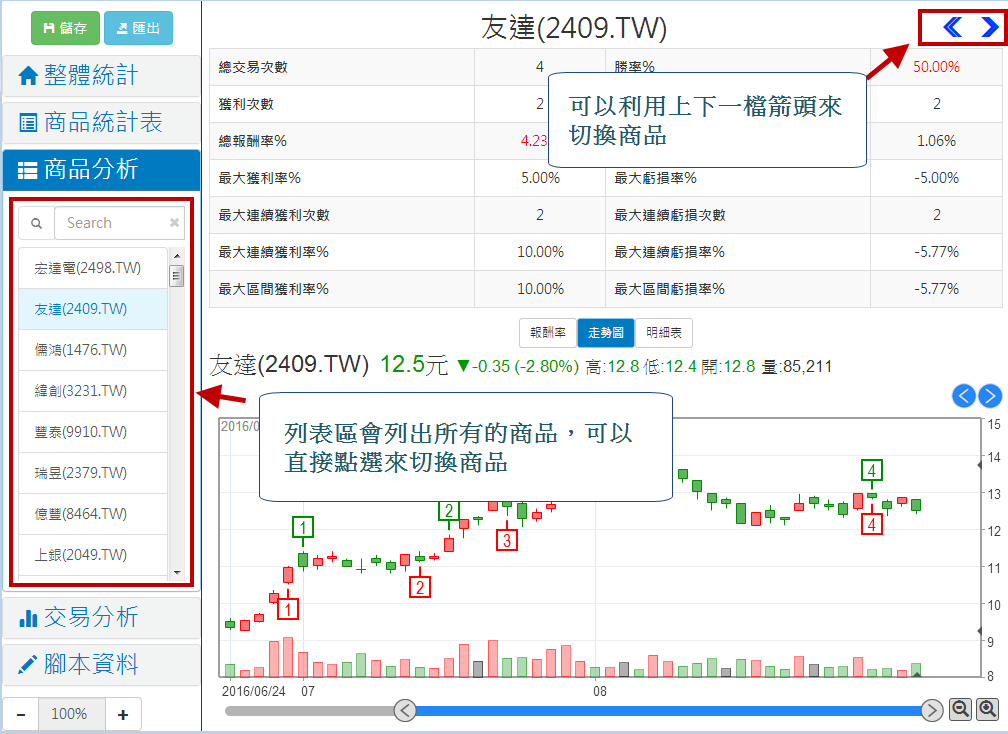 儲存 匯出
整體統計
商品統計表
商品分析
Search
宏達電(2498.TW)
友達(2409.TW)
儒鴻(1476.TW)
緯創(3231.TW)
豐泰(9910.TW)
瑞昱(2379.TW)
億豐(8464.TW)
上銀(2049.TW)
交易分析
腳本資料
- 100% +
友達(2409.TW)
總交易次數 4 勝率% 50.00%
獲利次數 2 2
總報酬率% 4.23 1.06%
最大獲利率% 5.00% 最大虧損率% -5.00%
最大連續獲利次數 2 最大連續虧損次數 2
最大連續獲利率% 10.00% 最大連續虧損率% -5.77%
最大區間獲利率% 10.00% 最大區間虧損率% -5.77%
可以利用上下一檔箭頭來
切換商品
報酬率 走勢圖 明細表
友達(2409.TW) 12.5元 ▼-0.35 (-2.80%) 高:12.8 低:12.4 開:12.8 量:85,211
列表區會列出所有的商品，可以
直接點選來切換商品
2016/0
15
14
13
12
11
10
9
8
1
2
4
1
2
3
4
2016/06/24 07 08